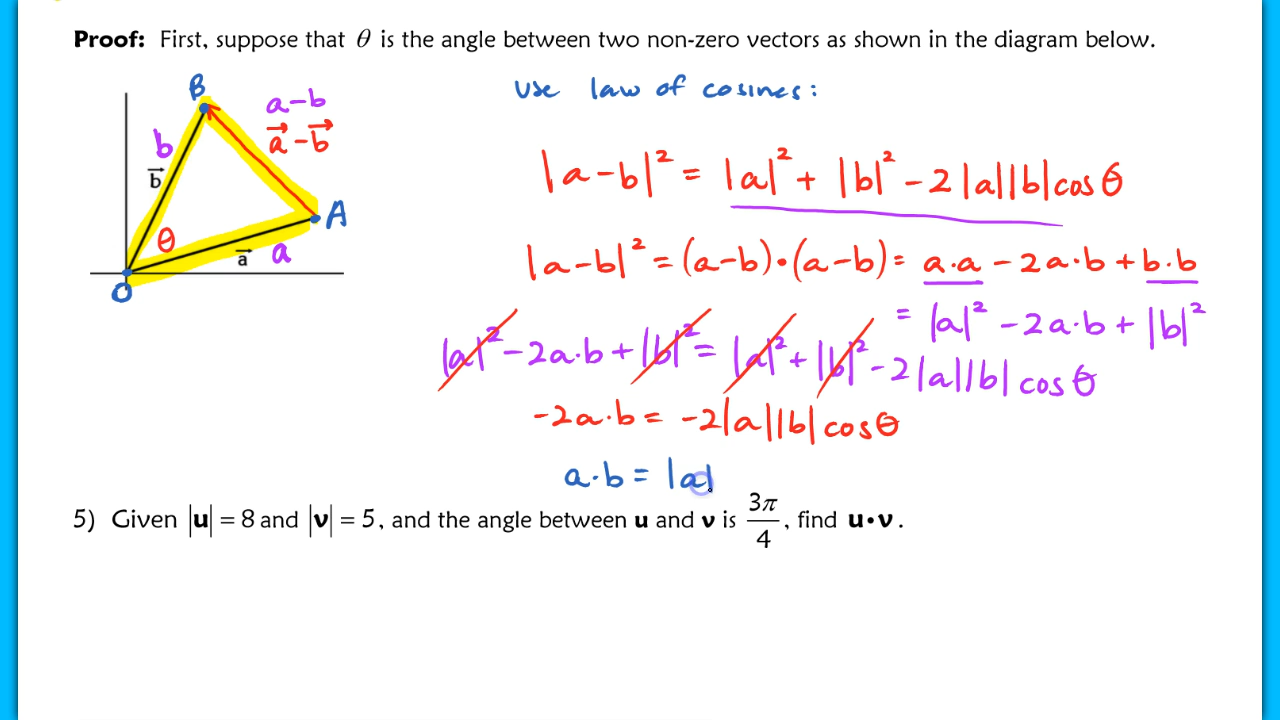 Proof: First, suppose that θ is the angle between two non-zero vectors as shown in the diagram below.
B
a-b
a⃗ - b⃗
b
b⃗
θ
A
a⃗ a
O
Use law of cosines:
|a-b|² = |a|² + |b|² - 2|a||b|cos θ
|a-b|² = (a-b)•(a-b) = a·a - 2a·b + b·b
= |a|² - 2a·b + |b|²
|a|² - 2a·b + |b|² = |a|² + |b|² - 2|a||b| cos θ
-2a·b = -2|a||b| cos θ
a·b = |a|
5) Given |u| = 8 and |v| = 5, and the angle between u and v is 3π/4, find u•v.